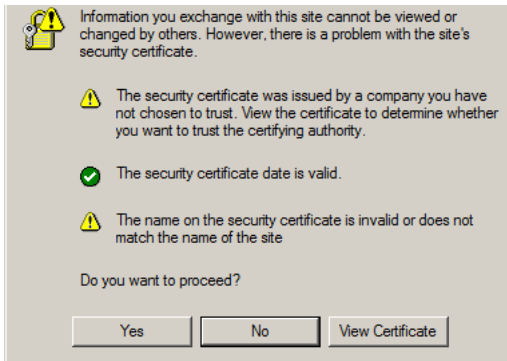 Information you exchange with this site cannot be viewed or
changed by others. However, there is a problem with the site's
security certificate.
The security certificate was issued by a company you have
not chosen to trust. View the certificate to determine whether
you want to trust the certifying authority.
The security certificate date is valid.
The name on the security certificate is invalid or does not
match the name of the site
Do you want to proceed?
Yes No View Certificate